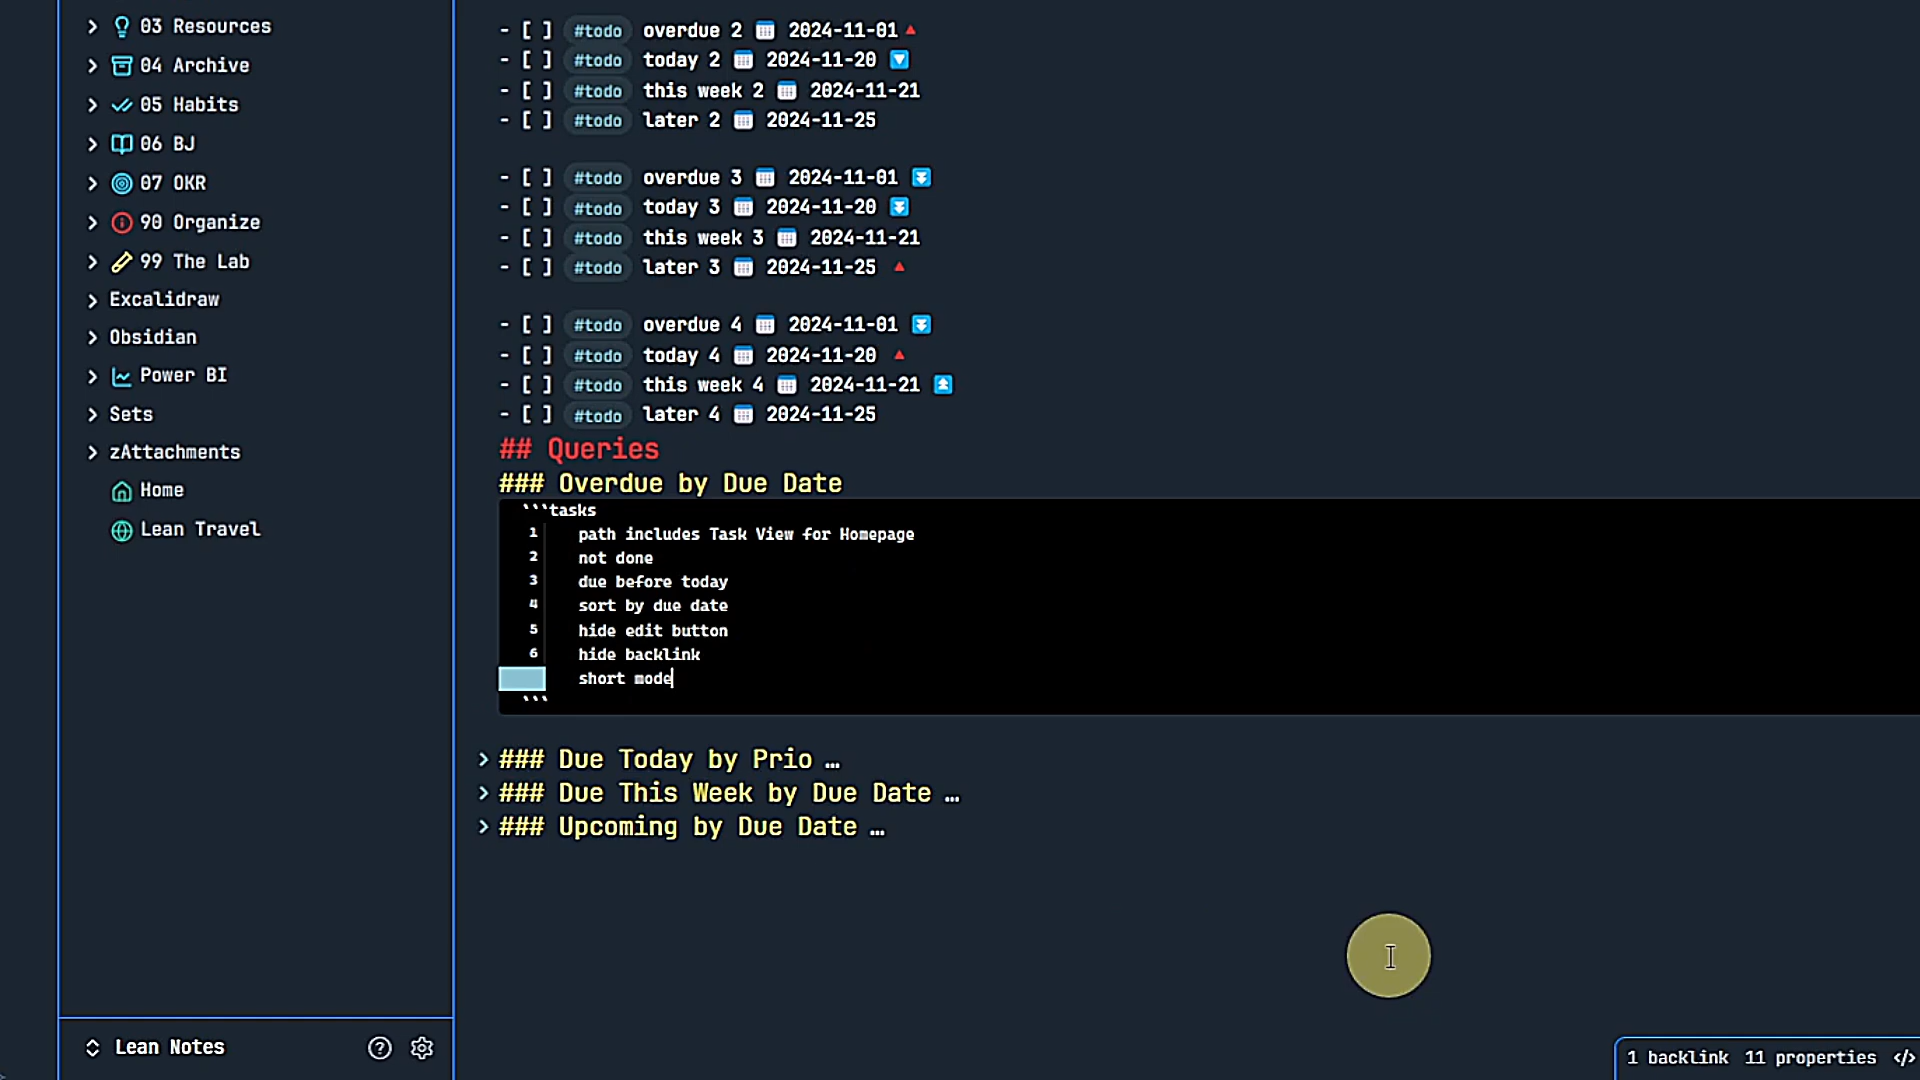 03 Resources
04 Archive
05 Habits
06 BJ
07 OKR
90 Organize
99 The Lab
Excalidraw
Obsidian
Power BI
Sets
zAttachments
Home
Lean Travel
Lean Notes
- [ ] #todo overdue 2 📅 2024-11-01 🔺
- [ ] #todo today 2 📅 2024-11-20 🔽
- [ ] #todo this week 2 📅 2024-11-21
- [ ] #todo later 2 📅 2024-11-25
- [ ] #todo overdue 3 📅 2024-11-01 ⏬
- [ ] #todo today 3 📅 2024-11-20 ⏬
- [ ] #todo this week 3 📅 2024-11-21
- [ ] #todo later 3 📅 2024-11-25 🔺
- [ ] #todo overdue 4 📅 2024-11-01 ⏬
- [ ] #todo today 4 📅 2024-11-20 🔺
- [ ] #todo this week 4 📅 2024-11-21 ⏫
- [ ] #todo later 4 📅 2024-11-25
## Queries
### Overdue by Due Date
```tasks
1 path includes Task View for Homepage
2 not done
3 due before today
4 sort by due date
5 hide edit button
6 hide backlink
short mode
```
### Due Today by Prio …
### Due This Week by Due Date …
### Upcoming by Due Date …
1 backlink 11 properties </>